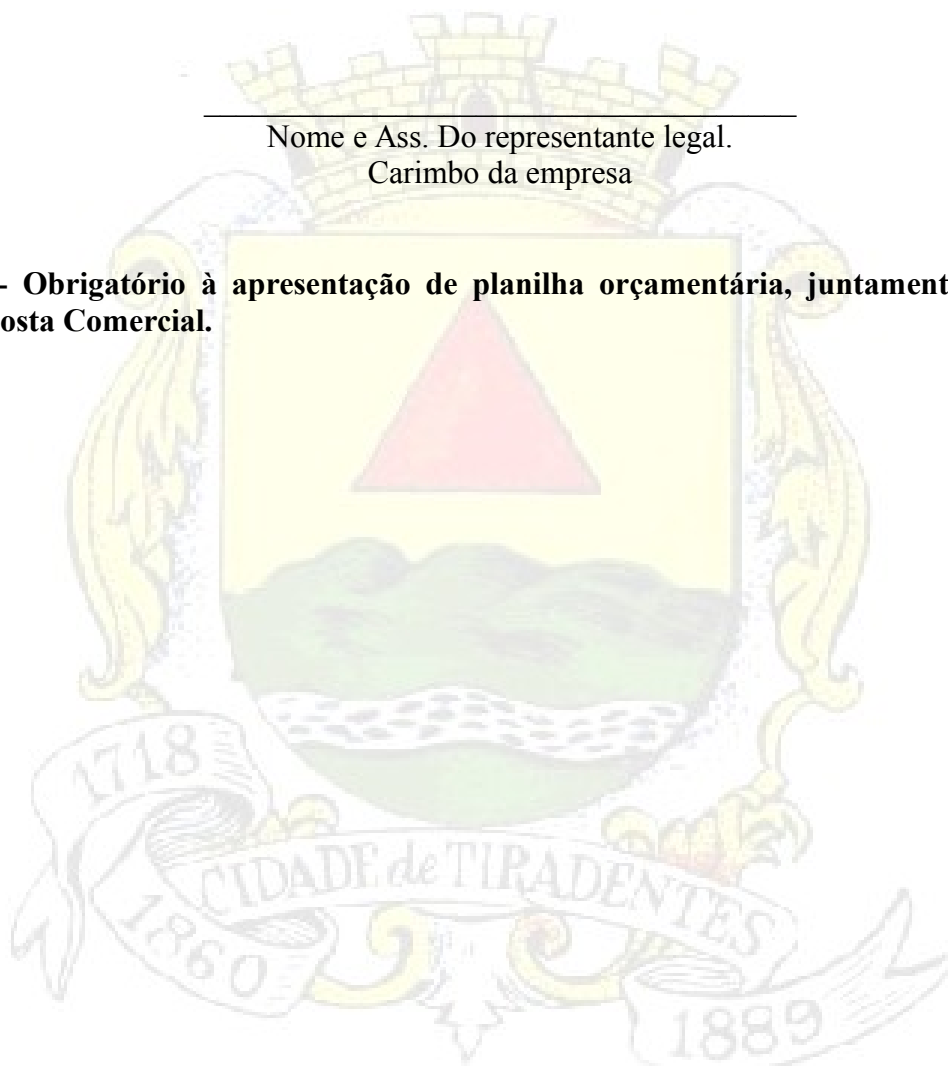 Nome e Ass. Do representante legal.
Carimbo da empresa
- Obrigatório à apresentação de planilha orçamentária, juntament
osta Comercial.
1718
CIDADE de TIRADENTES
1860
1889